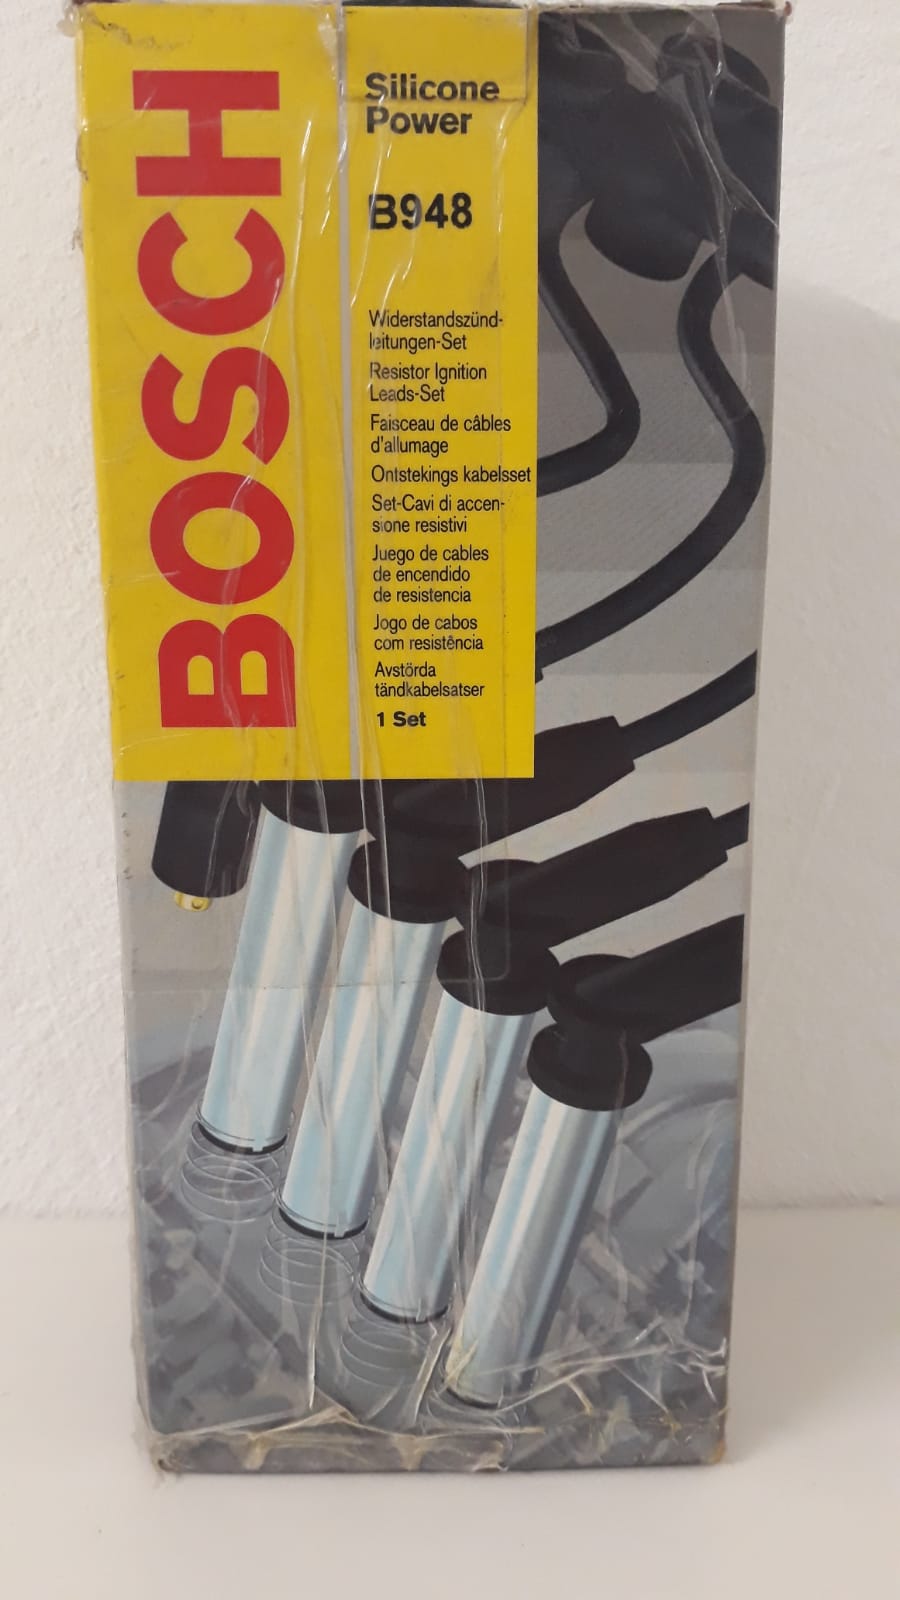 BOSCH
Silicone
Power
B948
Widerstandszünd-
leitungen-Set
Resistor Ignition
Leads-Set
Faisceau de câbles
d'allumage
Ontstekings kabelsset
Set-Cavi di accen-
sione resistivi
Juego de cables
de encendido
de resistencia
Jogo de cabos
com resistência
Avstörda
tändkabelsatser
1 Set